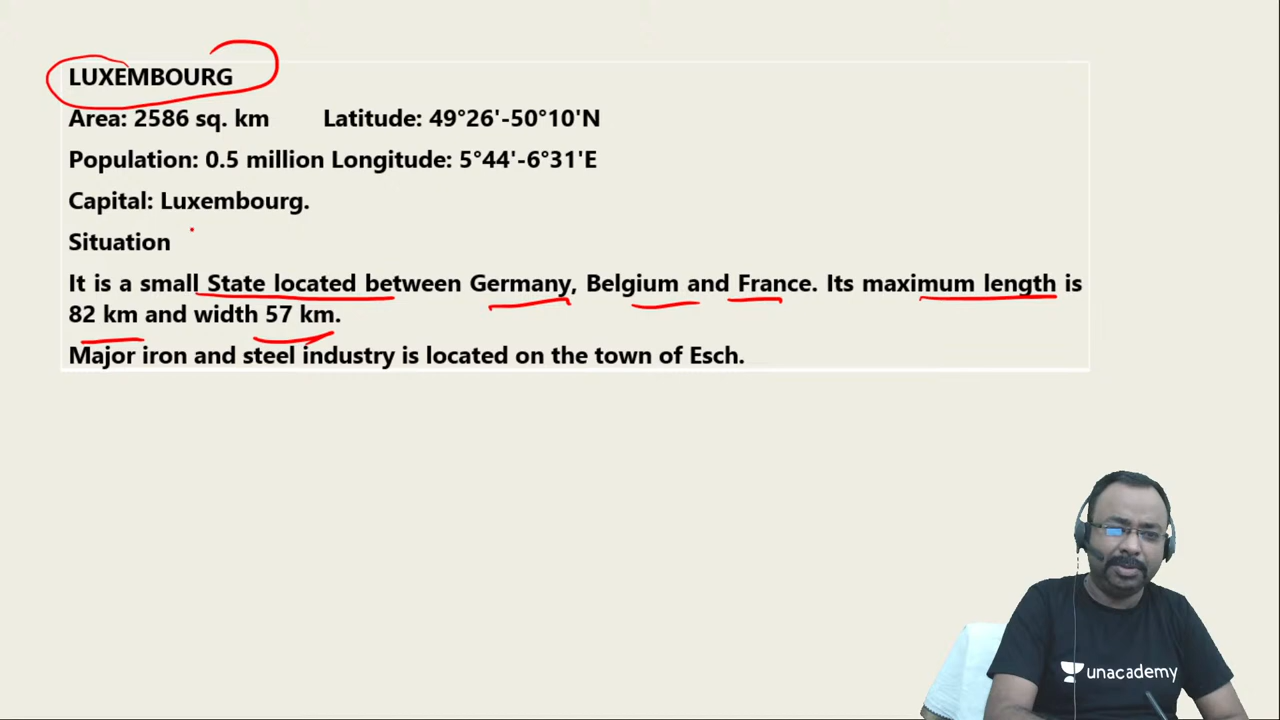 LUXEMBOURG
Area: 2586 sq. km Latitude: 49°26'-50°10'N
Population: 0.5 million Longitude: 5°44'-6°31'E
Capital: Luxembourg.
Situation
It is a small State located between Germany, Belgium and France. Its maximum length is
82 km and width 57 km.
Major iron and steel industry is located on the town of Esch.
unacademy